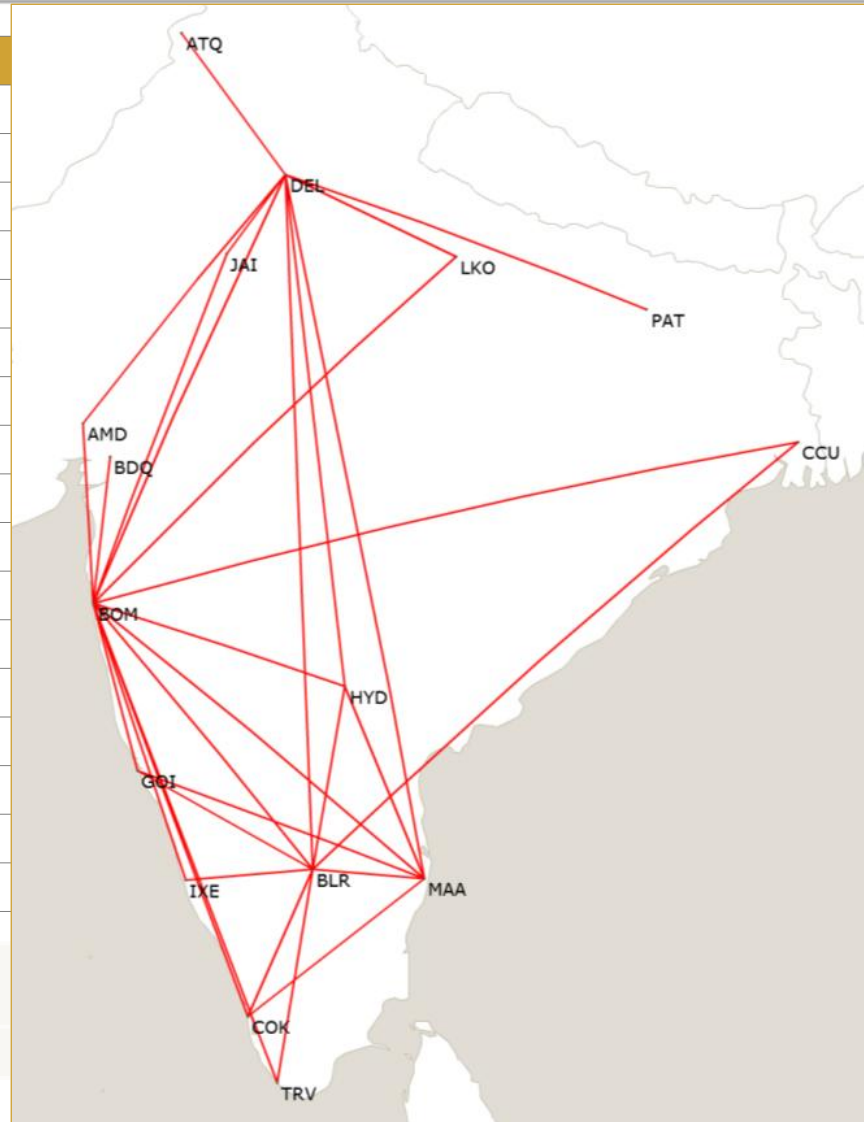 ATQ
DEL
JAI
LKO
PAT
AMD
CCU
BDQ
BOM
HYD
GOI
BLR
MAA
IXE
COK
TRV